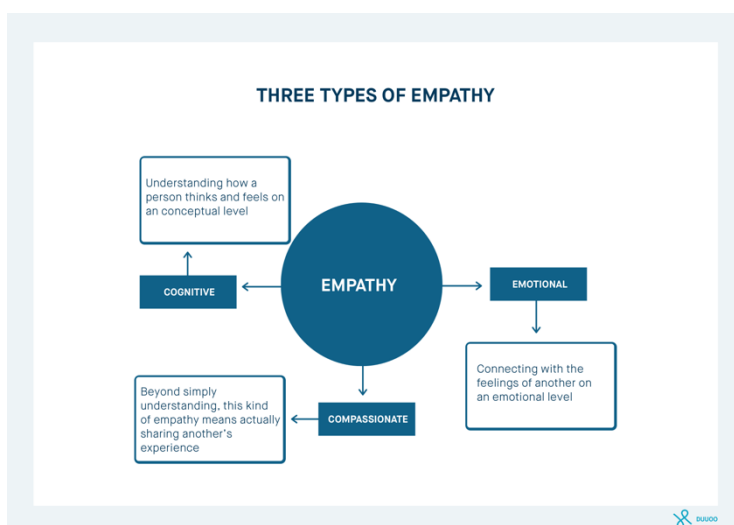 THREE TYPES OF EMPATHY
Understanding how a
person thinks and feels on
an conceptual level
COGNITIVE
EMPATHY
EMOTIONAL
Connecting with the
feelings of another on
an emotional level
COMPASSIONATE
Beyond simply
understanding, this kind
of empathy means actually
sharing another's
experience
DUUOO